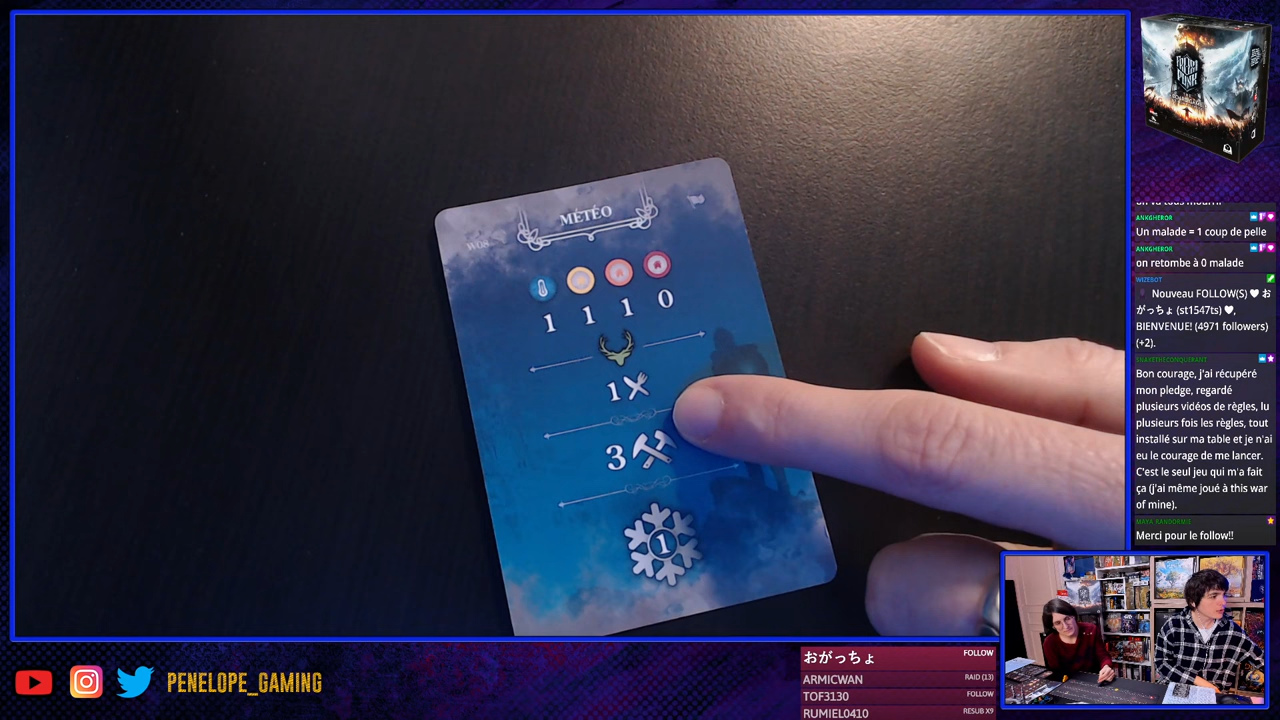 MÉTÉO
W08
1 1 1 0
1
3
1
FROST
PUNK
ANKGHEROR
Un malade = 1 coup de pelle
ANKGHEROR
on retombe à 0 malade
WIZEBOT
Nouveau FOLLOW(S) ♥ お
がっちょ (st1547ts) ♥,
BIENVENUE! (4971 followers)
(+2).
SNAKETHECONQUERANT
Bon courage, j'ai récupéré
mon pledge, regardé
plusieurs vidéos de règles, lu
plusieurs fois les règles, tout
installé sur ma table et je n'ai
eu le courage de me lancer.
C'est le seul jeu qui m'a fait
ça (j'ai même joué à this war
of mine).
MAYA_RANDORMIE
Merci pour le follow!!
PENELOPE_GAMING
おがっちょ FOLLOW
ARMICWAN RAID (13)
TOF3130 FOLLOW
RUMIEL0410 RESUB X9